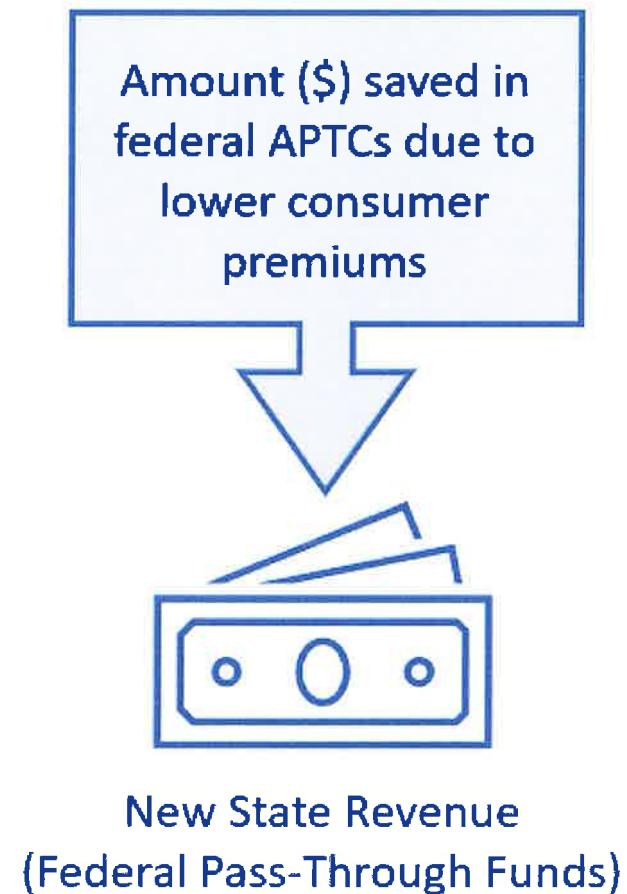 Amount ($) saved in
federal APTCs due to
lower consumer
premiums
New State Revenue
(Federal Pass-Through Funds)